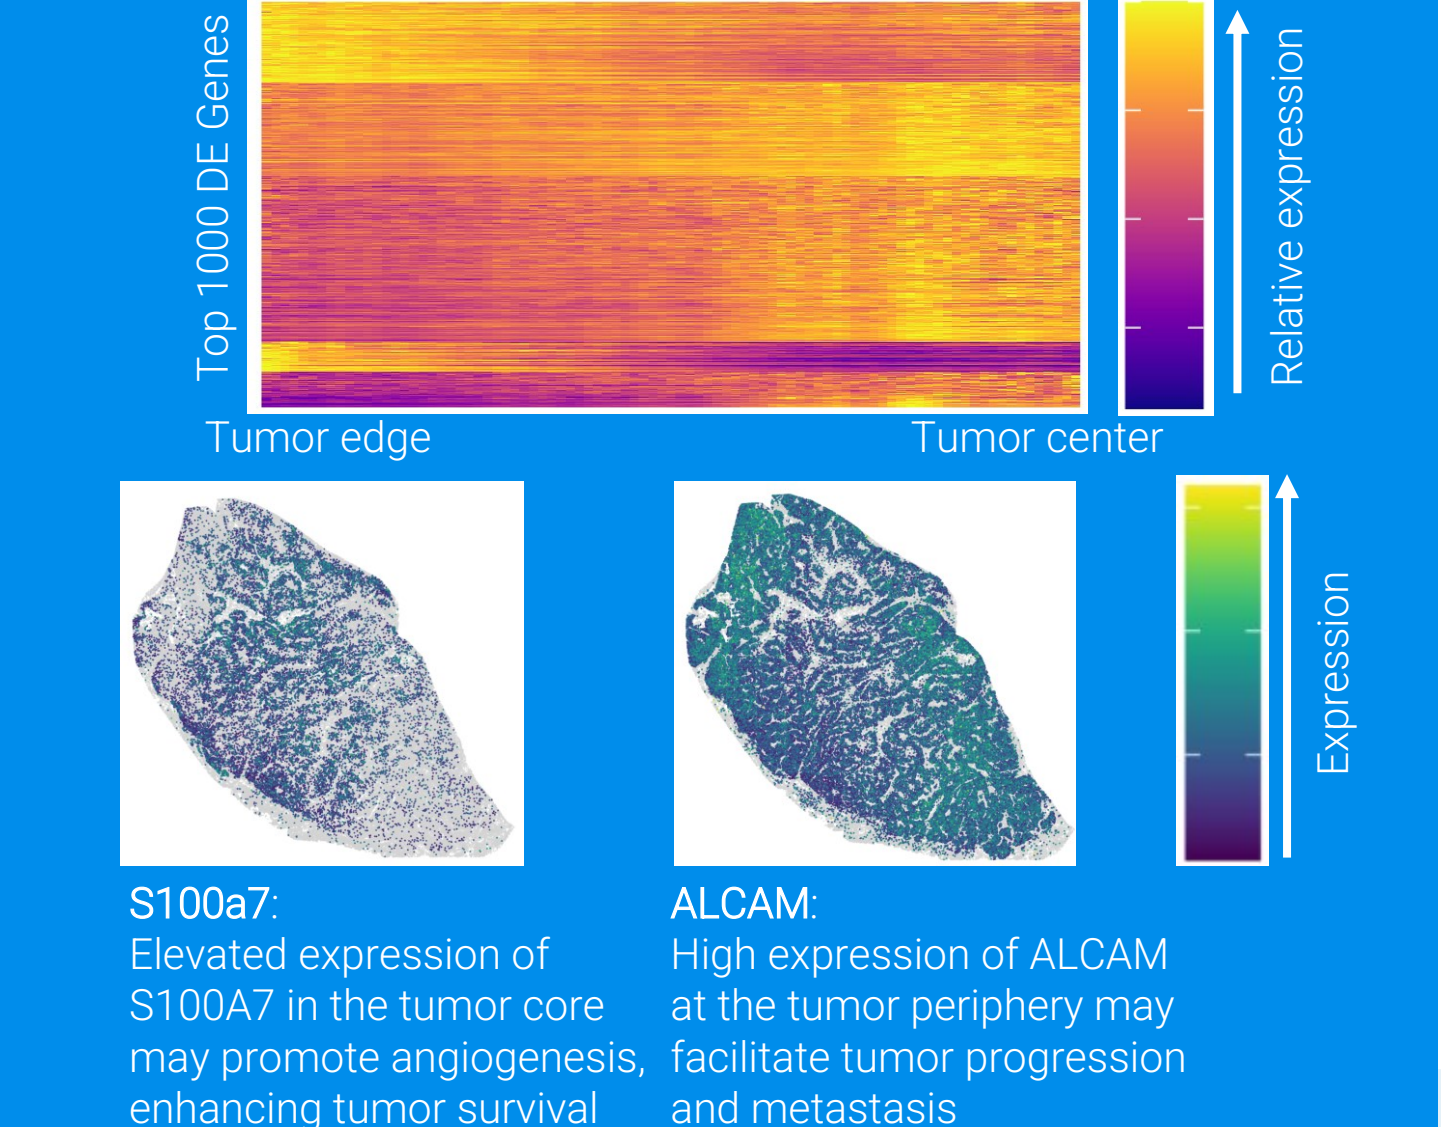 Top 1000 DE Genes
Relative expression
Tumor edge
Tumor center
Expression
S100a7:
Elevated expression of
S100A7 in the tumor core
may promote angiogenesis,
enhancing tumor survival
ALCAM:
High expression of ALCAM
at the tumor periphery may
facilitate tumor progression
and metastasis